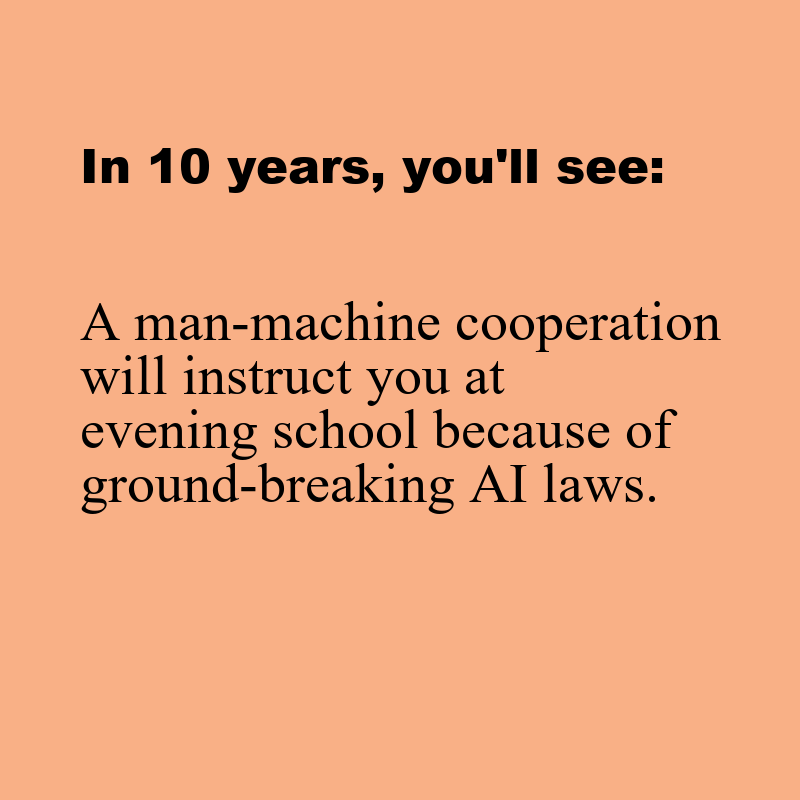 In 10 years, you'll see:
A man-machine cooperation
will instruct you at
evening school because of
ground-breaking AI laws.